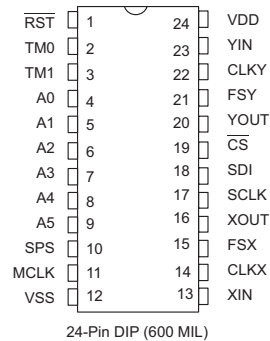 RST 1 24 VDD
TM0 2 23 YIN
TM1 3 22 CLKY
A0 4 21 FSY
A1 5 20 YOUT
A2 6 19 CS
A3 7 18 SDI
A4 8 17 SCLK
A5 9 16 XOUT
SPS 10 15 FSX
MCLK 11 14 CLKX
VSS 12 13 XIN
24-Pin DIP (600 MIL)